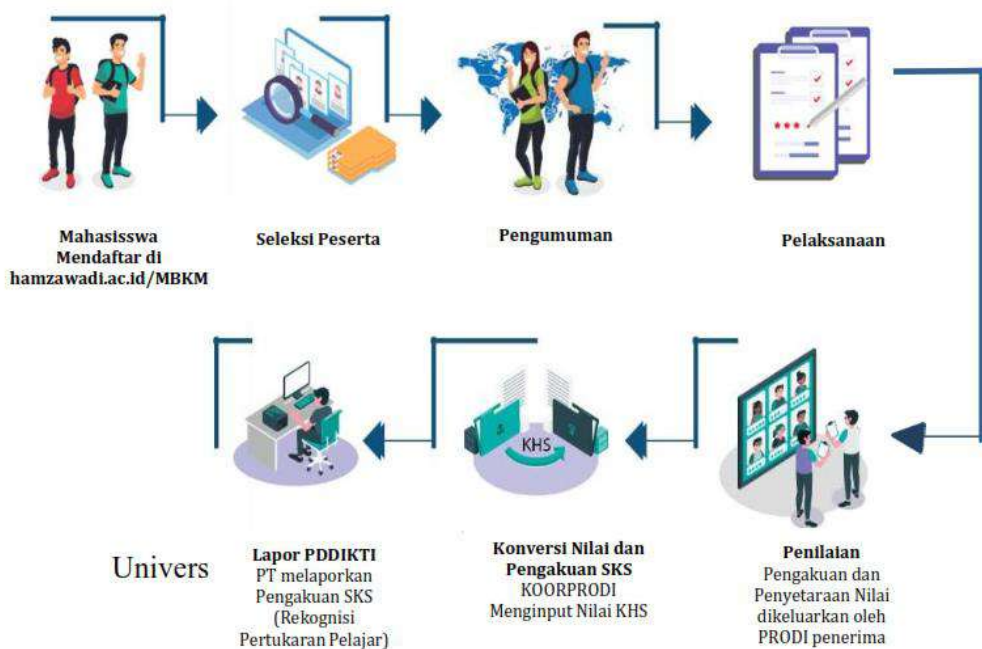 Mahasisswa
Mendaftar di
hamzawadi.ac.id/MBKM
Seleksi Peserta
Pengumuman
Pelaksanaan
KHS
Univers
Lapor PDDIKTI
PT melaporkan
Pengakuan SKS
(Rekognisi
Pertukaran Pelajar)
Konversi Nilai dan
Pengakuan SKS
KOORPRODI
Menginput Nilai KHS
Penilaian
Pengakuan dan
Penyetaraan Nilai
dikeluarkan oleh
PRODI penerima